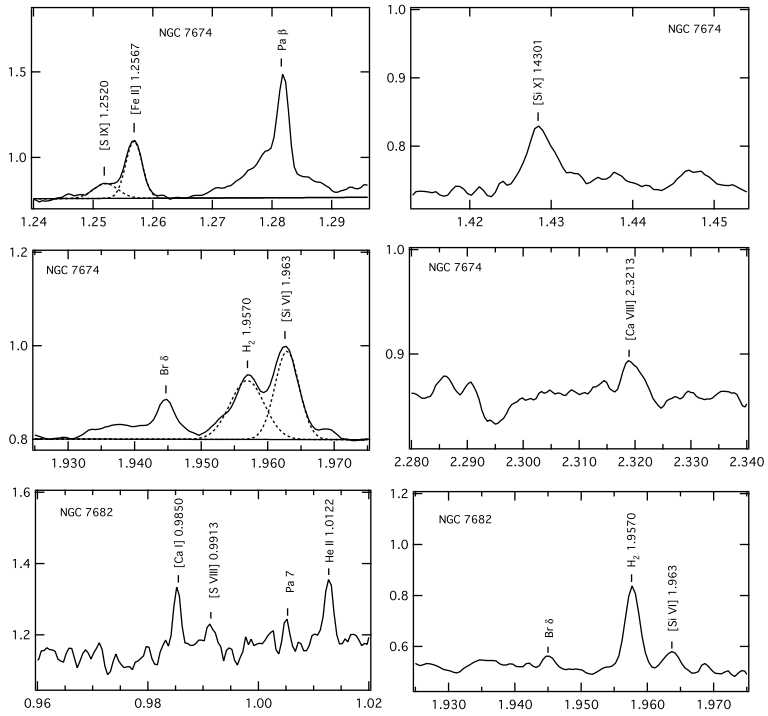 NGC 7674
[S IX] 1.2520
[Fe II] 1.2567
Pa β
1.5
1.0
1.24 1.25 1.26 1.27 1.28 1.29
NGC 7674
[Si X] 14301
1.0
0.9
0.8
1.42 1.43 1.44 1.45
NGC 7674
Br δ
H2 1.9570
[Si VI] 1.963
1.2
1.0
0.8
1.930 1.940 1.950 1.960 1.970
NGC 7674
[Ca VIII] 2.3213
1.0
0.9
2.280 2.290 2.300 2.310 2.320 2.330 2.340
NGC 7682
[Ca I] 0.9850
[S VIII] 0.9913
Pa 7
He II 1.0122
1.6
1.4
1.2
0.96 0.98 1.00 1.02
NGC 7682
Br δ
H2 1.9570
[Si VI] 1.963
1.2
1.0
0.8
0.6
1.930 1.940 1.950 1.960 1.970